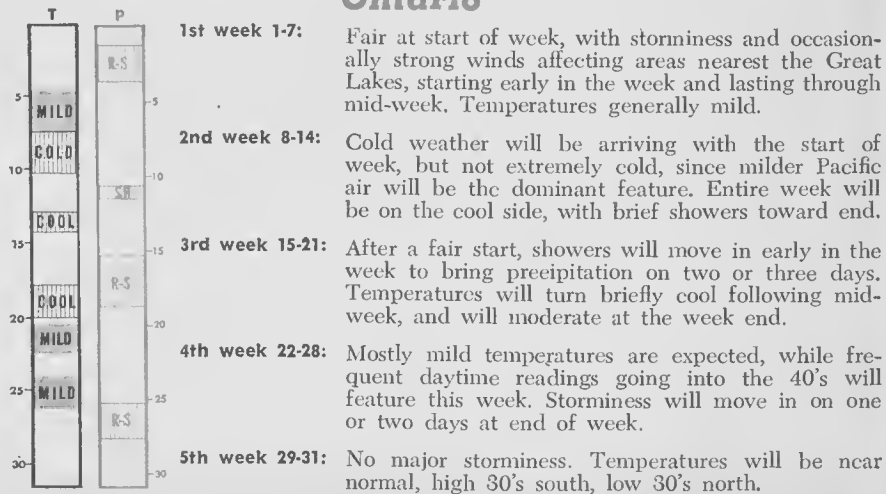 Ontario
T P
1st week 1-7: Fair at start of week, with storminess and occasion-
ally strong winds affecting areas nearest the Great
Lakes, starting early in the week and lasting through
mid-week. Temperatures generally mild.
2nd week 8-14: Cold weather will be arriving with the start of
week, but not extremely cold, since milder Pacific
air will be the dominant feature. Entire week will
be on the cool side, with brief showers toward end.
3rd week 15-21: After a fair start, showers will move in early in the
week to bring precipitation on two or three days.
Temperatures will turn briefly cool following mid-
week, and will moderate at the week end.
4th week 22-28: Mostly mild temperatures are expected, while fre-
quent daytime readings going into the 40's will
feature this week. Storminess will move in on one
or two days at end of week.
5th week 29-31: No major storminess. Temperatures will be near
normal, high 30's south, low 30's north.
5
MILD
COLD
10
COOL
15
COOL
20
MILD
25
MILD
30
R-S
5
10
SH
15
R-S
20
25
R-S
30